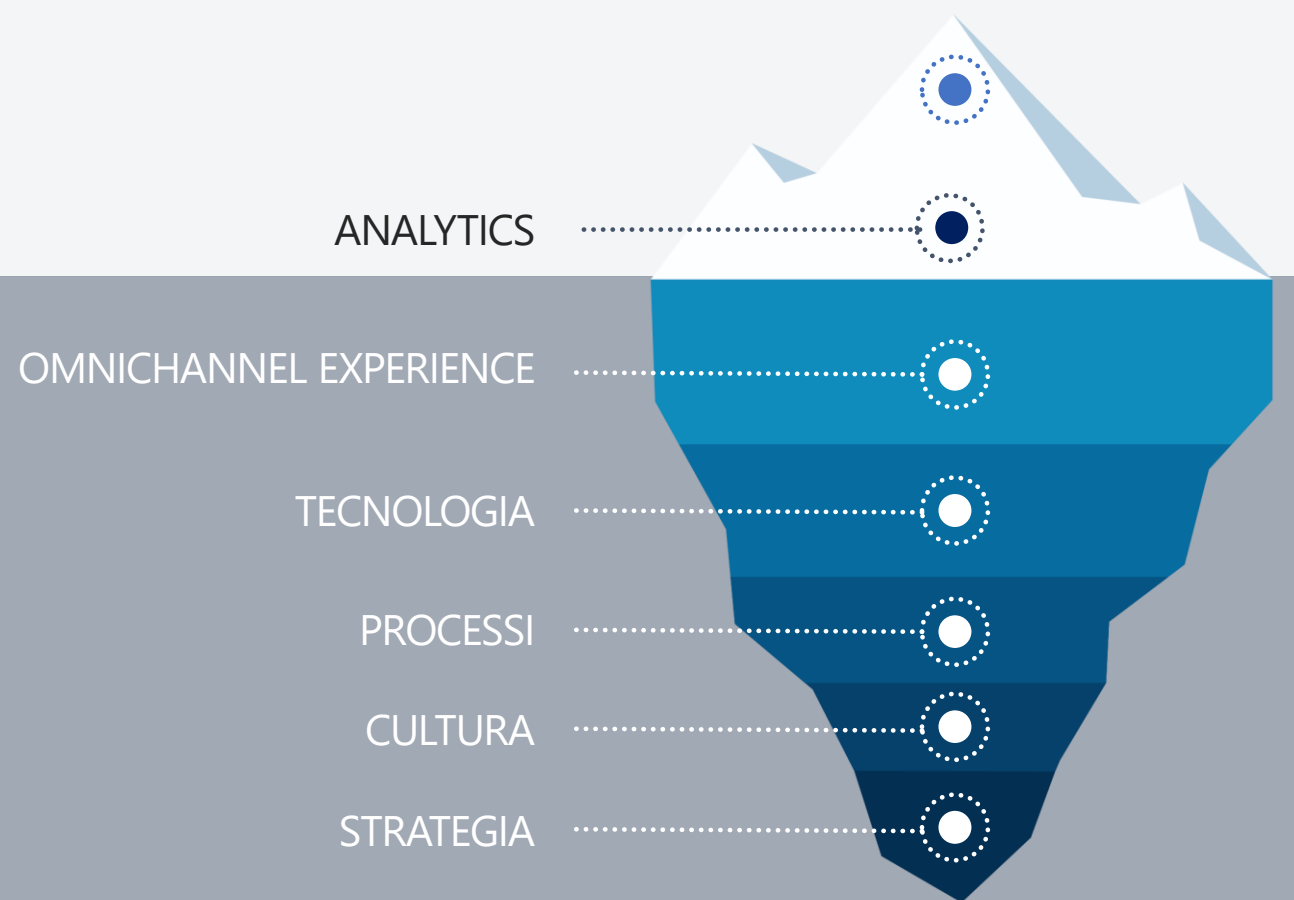 ANALYTICS
OMNICHANNEL EXPERIENCE
TECNOLOGIA
PROCESSI
CULTURA
STRATEGIA